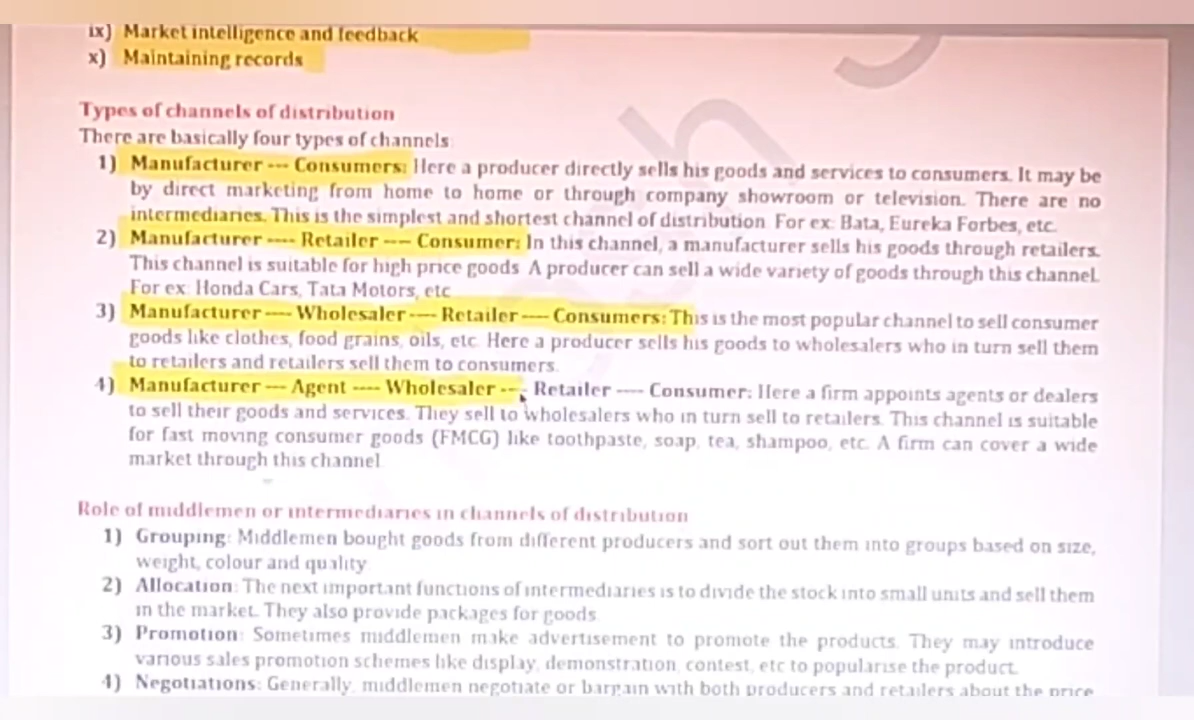 ix) Market intelligence and feedback
x) Maintaining records
Types of channels of distribution
There are basically four types of channels
1) Manufacturer --- Consumers: Here a producer directly sells his goods and services to consumers. It may be
by direct marketing from home to home or through company showroom or television. There are no
intermediaries. This is the simplest and shortest channel of distribution. For ex: Bata, Eureka Forbes, etc.
2) Manufacturer ---- Retailer --- Consumer: In this channel, a manufacturer sells his goods through retailers.
This channel is suitable for high price goods A producer can sell a wide variety of goods through this channel.
For ex: Honda Cars, Tata Motors, etc
3) Manufacturer ---- Wholesaler ---- Retailer ---- Consumers: This is the most popular channel to sell consumer
goods like clothes, food grains, oils, etc. Here a producer sells his goods to wholesalers who in turn sell them
to retailers and retailers sell them to consumers.
4) Manufacturer --- Agent ---- Wholesaler --- Retailer ---- Consumer: Here a firm appoints agents or dealers
to sell their goods and services. They sell to wholesalers who in turn sell to retailers. This channel is suitable
for fast moving consumer goods (FMCG) like toothpaste, soap, tea, shampoo, etc. A firm can cover a wide
market through this channel
Role of middlemen or intermediaries in channels of distribution
1) Grouping: Middlemen bought goods from different producers and sort out them into groups based on size,
weight, colour and quality
2) Allocation: The next important functions of intermediaries is to divide the stock into small units and sell them
in the market. They also provide packages for goods
3) Promotion: Sometimes middlemen make advertisement to promote the products. They may introduce
various sales promotion schemes like display, demonstration, contest, etc to popularise the product.
4) Negotiations: Generally, middlemen negotiate or bargain with both producers and retailers about the price